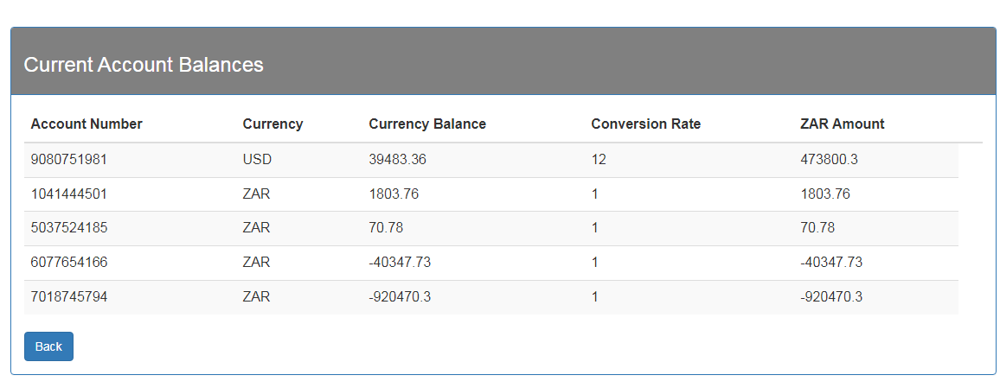 Current Account Balances
Account Number Currency Currency Balance Conversion Rate ZAR Amount
9080751981 USD 39483.36 12 473800.3
1041444501 ZAR 1803.76 1 1803.76
5037524185 ZAR 70.78 1 70.78
6077654166 ZAR -40347.73 1 -40347.73
7018745794 ZAR -920470.3 1 -920470.3
Back